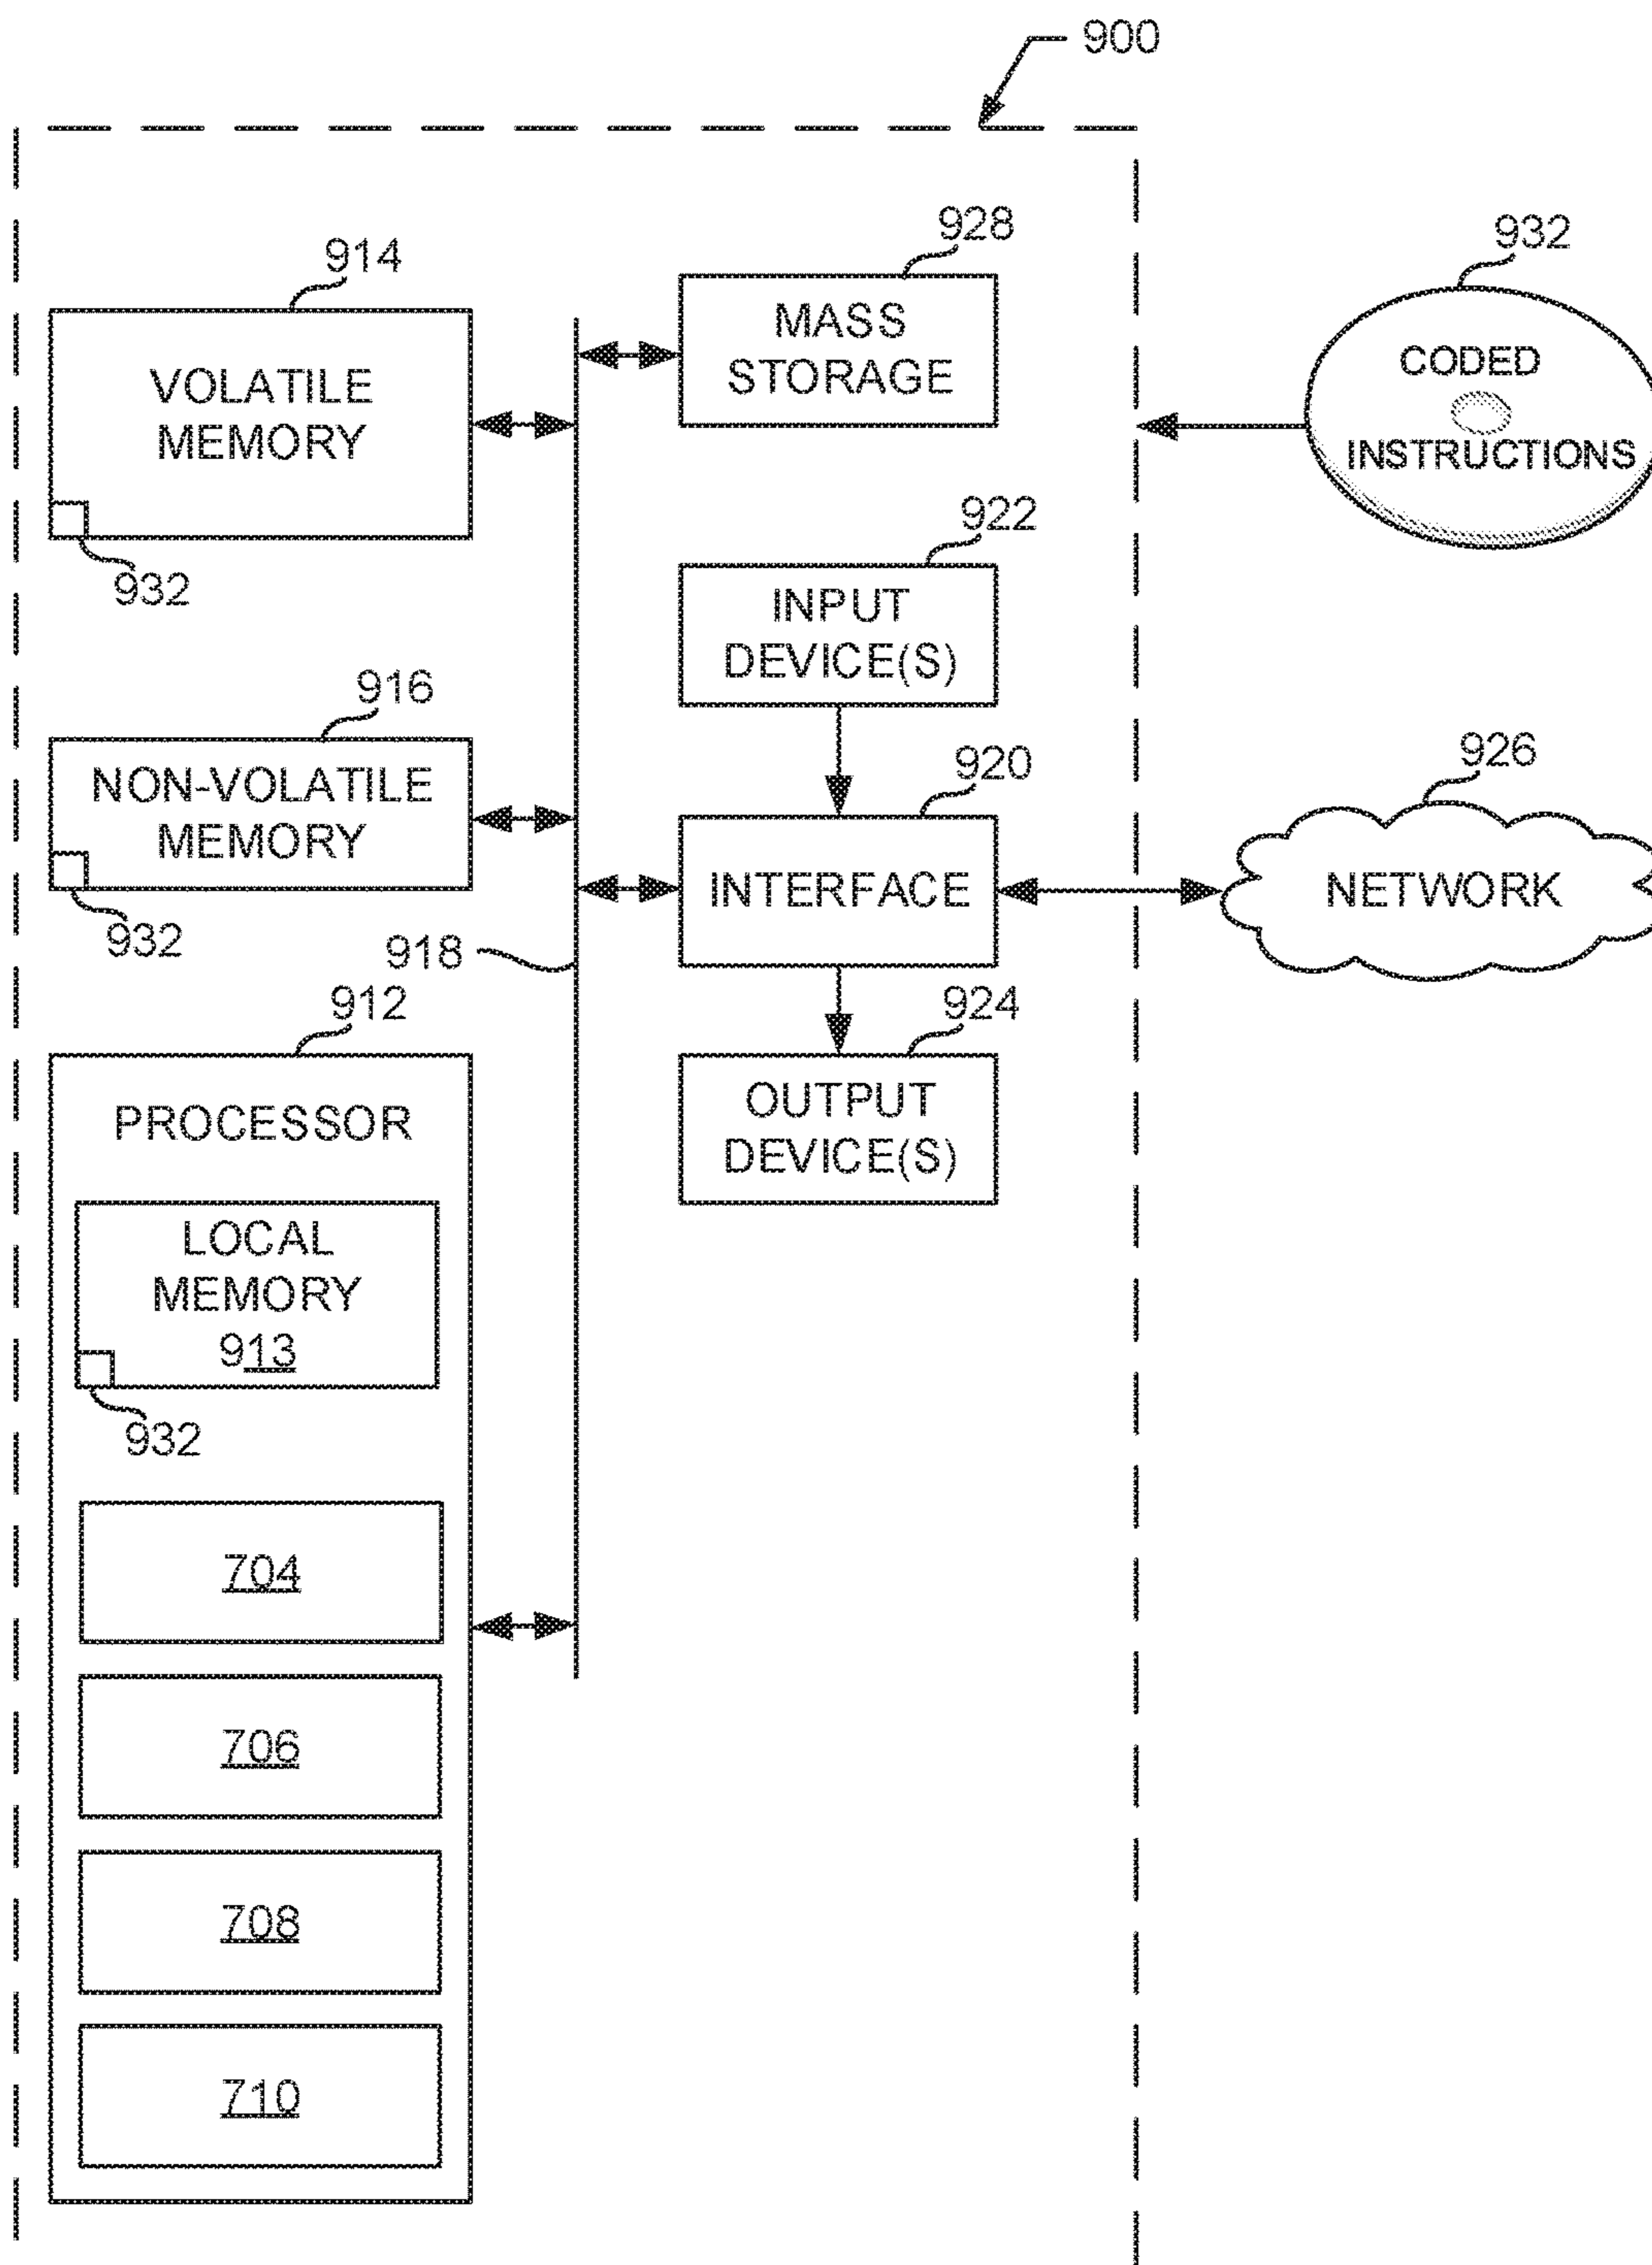 900
914
VOLATILE
MEMORY
932
928
MASS
STORAGE
932
CODED
INSTRUCTIONS
922
INPUT
DEVICE(S)
916
NON-VOLATILE
MEMORY
932
918
920
INTERFACE
926
NETWORK
924
OUTPUT
DEVICE(S)
912
PROCESSOR
LOCAL
MEMORY
913
932
704
706
708
710